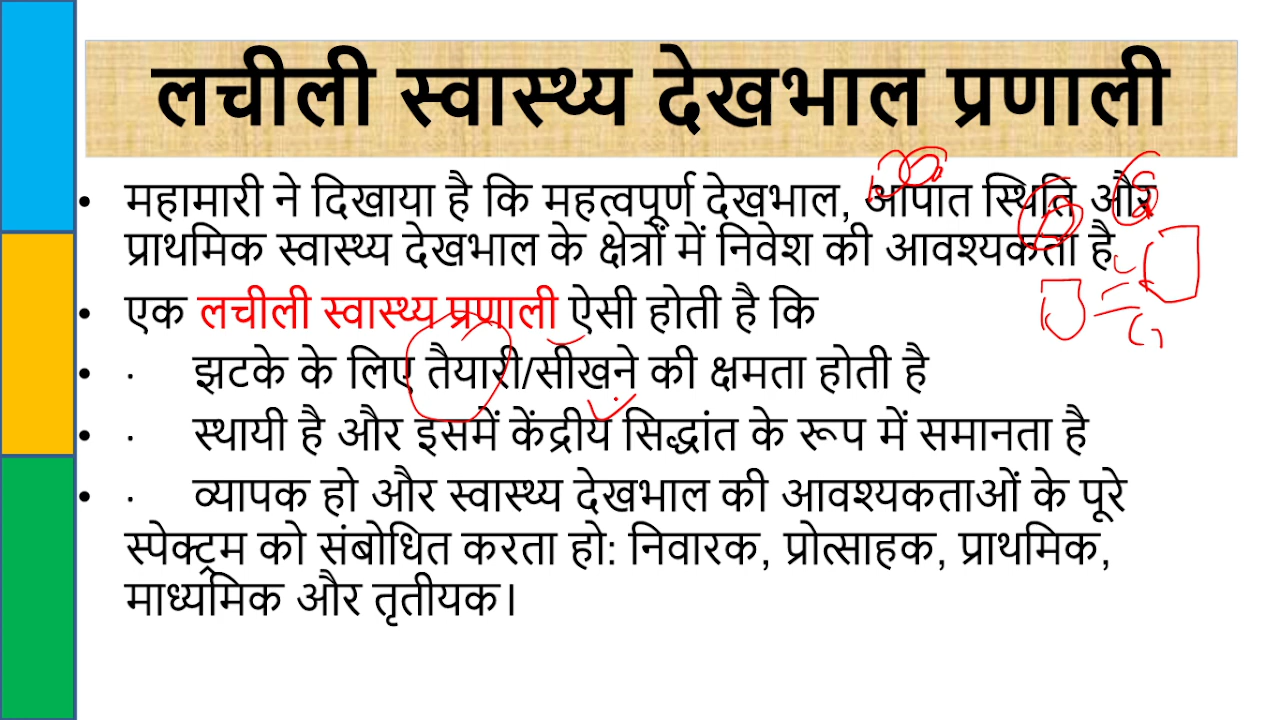 लचीली स्वास्थ्य देखभाल प्रणाली
• महामारी ने दिखाया है कि महत्वपूर्ण देखभाल, आपात स्थिति और
प्राथमिक स्वास्थ्य देखभाल के क्षेत्रों में निवेश की आवश्यकता है
• एक लचीली स्वास्थ्य प्रणाली ऐसी होती है कि
• · झटके के लिए तैयारी/सीखने की क्षमता होती है
• · स्थायी है और इसमें केंद्रीय सिद्धांत के रूप में समानता है
• · व्यापक हो और स्वास्थ्य देखभाल की आवश्यकताओं के पूरे
स्पेक्ट्रम को संबोधित करता हो: निवारक, प्रोत्साहक, प्राथमिक,
माध्यमिक और तृतीयक।